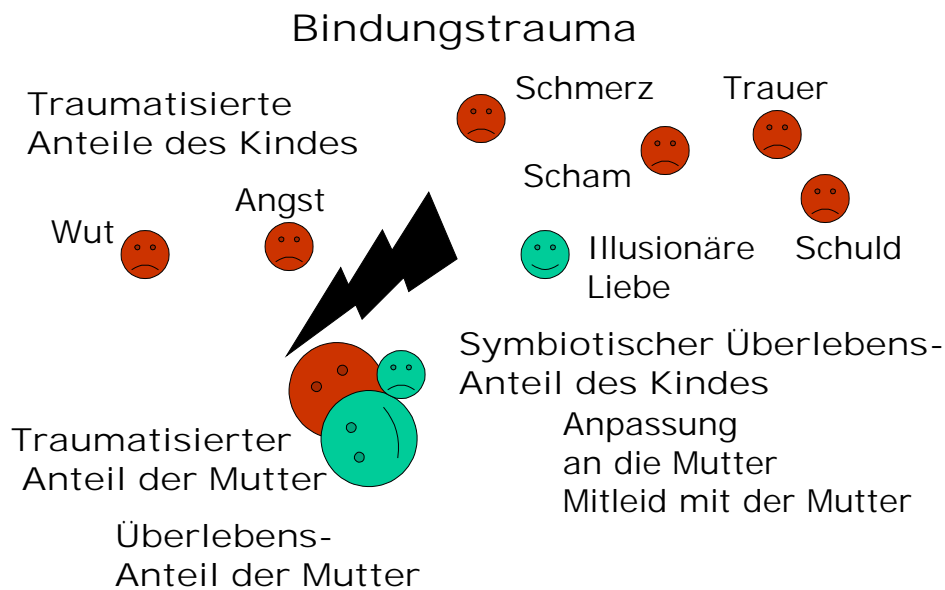 Bindungstrauma
Traumatisierte
Anteile des Kindes
Schmerz
Trauer
Scham
Angst
Wut
Illusionäre
Liebe
Schuld
Symbiotischer Überlebens-
Anteil des Kindes
Anpassung
an die Mutter
Mitleid mit der Mutter
Traumatisierter
Anteil der Mutter
Überlebens-
Anteil der Mutter